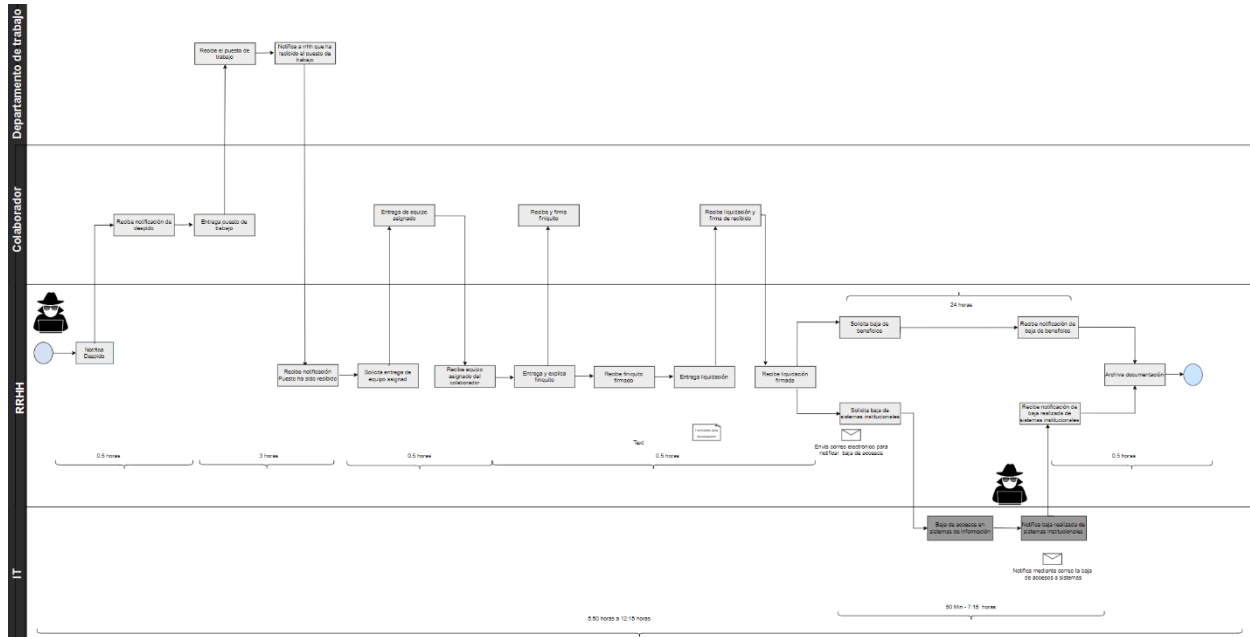 Departamento de trabajo
Recibe el puesto de
trabajo
Notifica a rrhh que ha
recibido el puesto de
trabajo
Colaborador
Recibe notificación de
despido
Entrega puesto de
trabajo
Entrega de equipo
asignado
Recibe y firma
finiquito
Recibe liquidación y
firma de recibido
RRHH
24 horas
Notifica
Despido
Recibe notificación
Puesto ha sido recibido
Solicita entrega de
equipo asignad
Recibe equipo
asignado del
colaborador
Entrega y explica
finiquito
Recibe finiquito
firmado
Entrega liquidación
Recibe liquidación
firmada
Solicita baja de
beneficios
Recibe notificación de
baja de beneficios
Archiva documentación
Solicita baja de
sistemas institucionales
Recibe notificación de
baja realizada de
sistemas institucionales
Text
Envía correo electrónico para
notificar baja de accesos
0.5 horas
3 horas
0.5 horas
0.5 horas
0.5 horas
IT
Baja de accesos en
sistemas de información
Notifica baja realizada de
sistemas institucionales
Notifica mediante correo la baja
de accesos a sistemas
50 Min - 7:15 horas
5.50 horas a 12:15 horas